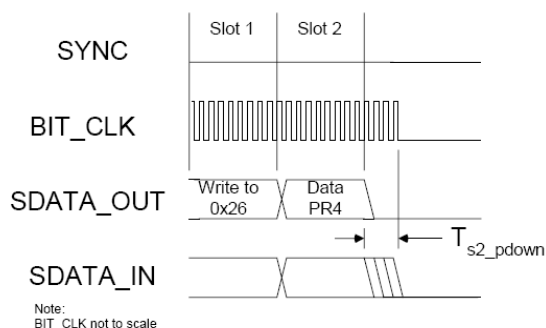 Slot 1
Slot 2
SYNC
BIT_CLK
SDATA_OUT
Write to
0x26
Data
PR4
T s2_pdown
SDATA_IN
Note:
BIT_CLK not to scale